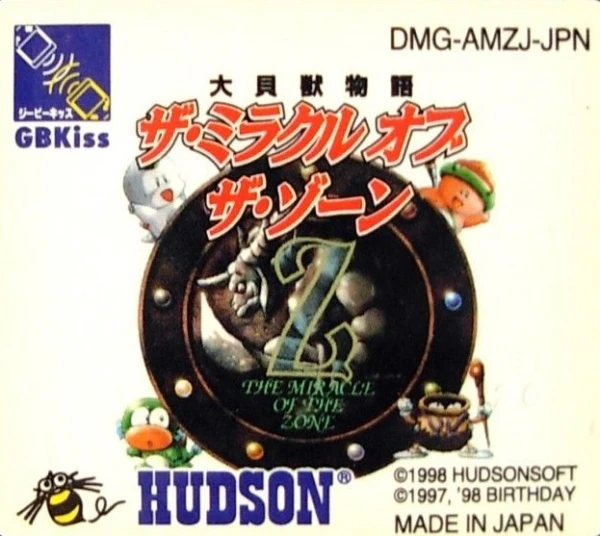 DMG-AMZJ-JPN
ジーピーキッス
GBKiss
大貝獣物語
ザ・ミラクル オブ
ザ・ゾーン
Z
THE MIRACLE
OF THE
ZONE
HUDSON®
©1998 HUDSONSOFT
©1997, '98 BIRTHDAY
MADE IN JAPAN